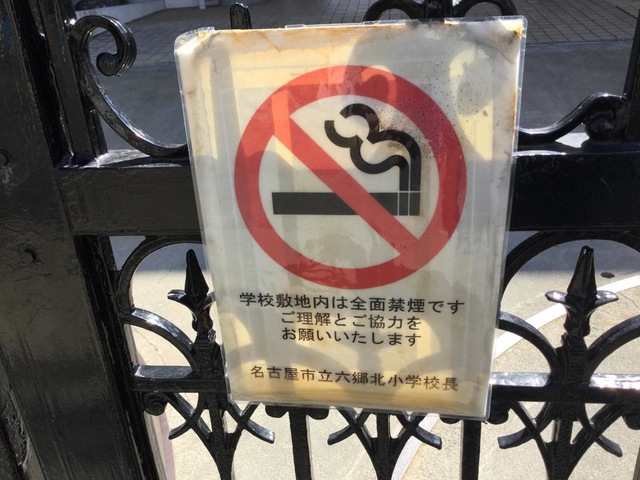 学校敷地内は全面禁煙です
ご理解とご協力を
お願いいたします
名古屋市立六郷北小学校長